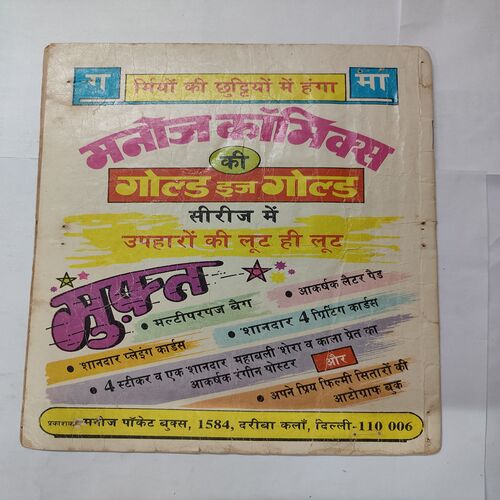 गर्मियों की छुट्टियों में हंगामा
मनोज कॉमिक्स
की
गोल्ड इज गोल्ड
सीरीज में
उपहारों की लूट ही लूट
मुफ़्त
• आकर्षक लैटर पैड
• मल्टीपरपज बैग
• शानदार 4 ग्रिटिंग कार्डस
• शानदार प्लेइंग कार्डस
• 4 स्टीकर व एक शानदार महाबली शेरा व काला प्रेत का
आकर्षक रंगीन पोस्टर
और
• अपने प्रिय फिल्मी सितारों की
आटोग्राफ बुक
प्रकाशक: मनोज पॉकेट बुक्स, 1584, दरीबा कलाँ, दिल्ली-110 006